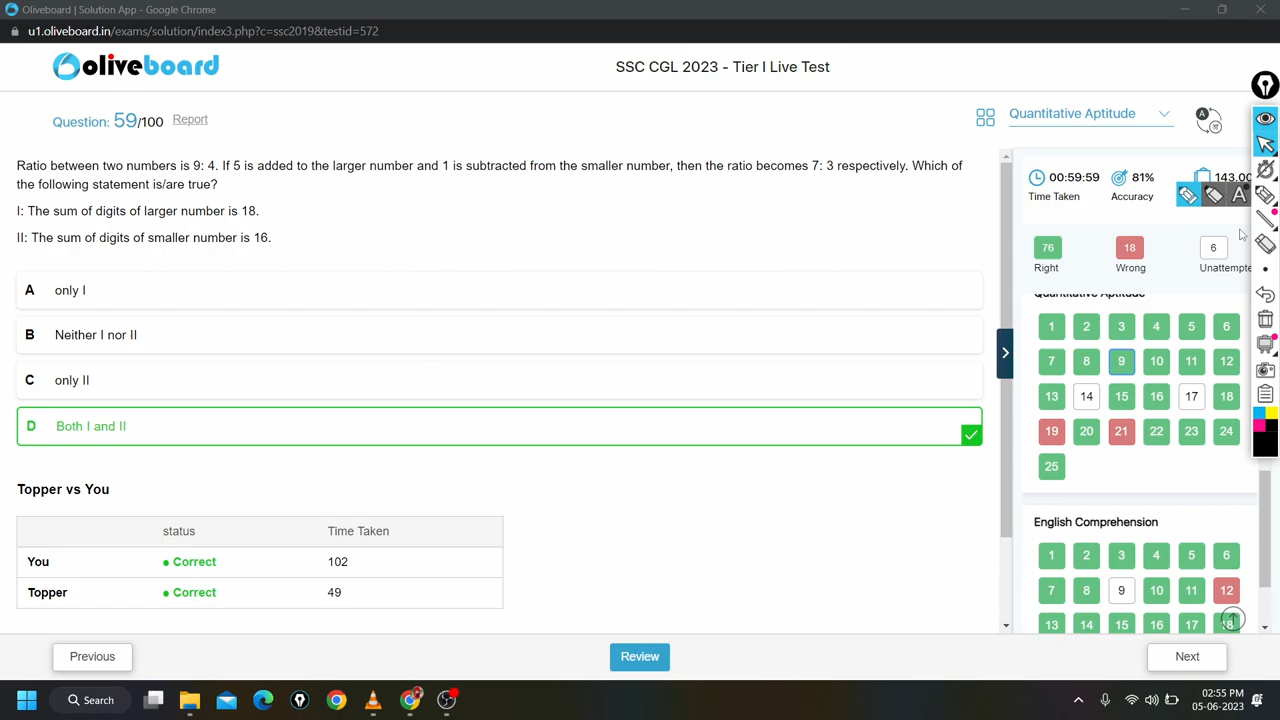 Oliveboard | Solution App - Google Chrome
u1.oliveboard.in/exams/solution/index3.php?c=ssc2019&testid=572
oliveboard
SSC CGL 2023 - Tier I Live Test
Question: 59/100 Report
Quantitative Aptitude
Ratio between two numbers is 9: 4. If 5 is added to the larger number and 1 is subtracted from the smaller number, then the ratio becomes 7: 3 respectively. Which of
the following statement is/are true?
I: The sum of digits of larger number is 18.
II: The sum of digits of smaller number is 16.
A only I
B Neither I nor II
C only II
D Both I and II
Topper vs You
status Time Taken
You Correct 102
Topper Correct 49
00:59:59 81% 143.00
Time Taken Accuracy
A
76 18 6
Right Wrong Unattempte
Quantitative Aptitude
1 2 3 4 5 6
7 8 9 10 11 12
13 14 15 16 17 18
19 20 21 22 23 24
25
English Comprehension
1 2 3 4 5 6
7 8 9 10 11 12
13 14 15 16 17 18
Previous Review Next
Search
02:55 PM
05-06-2023